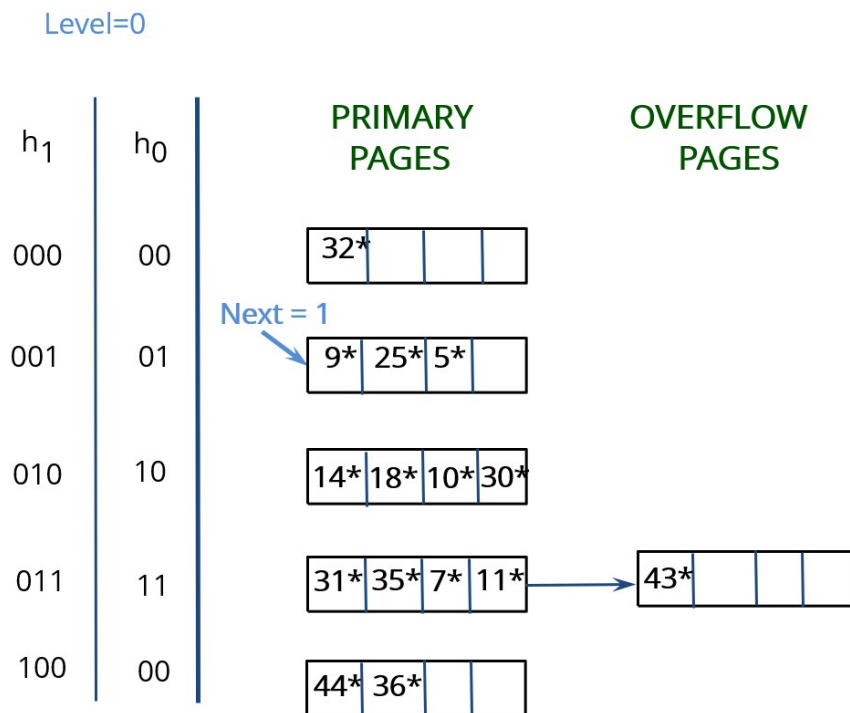 Level=0
h1 h0 PRIMARY PAGES OVERFLOW PAGES
000 00 32*
Next = 1
001 01 9* 25* 5*
010 10 14* 18* 10* 30*
011 11 31* 35* 7* 11* 43*
100 00 44* 36*